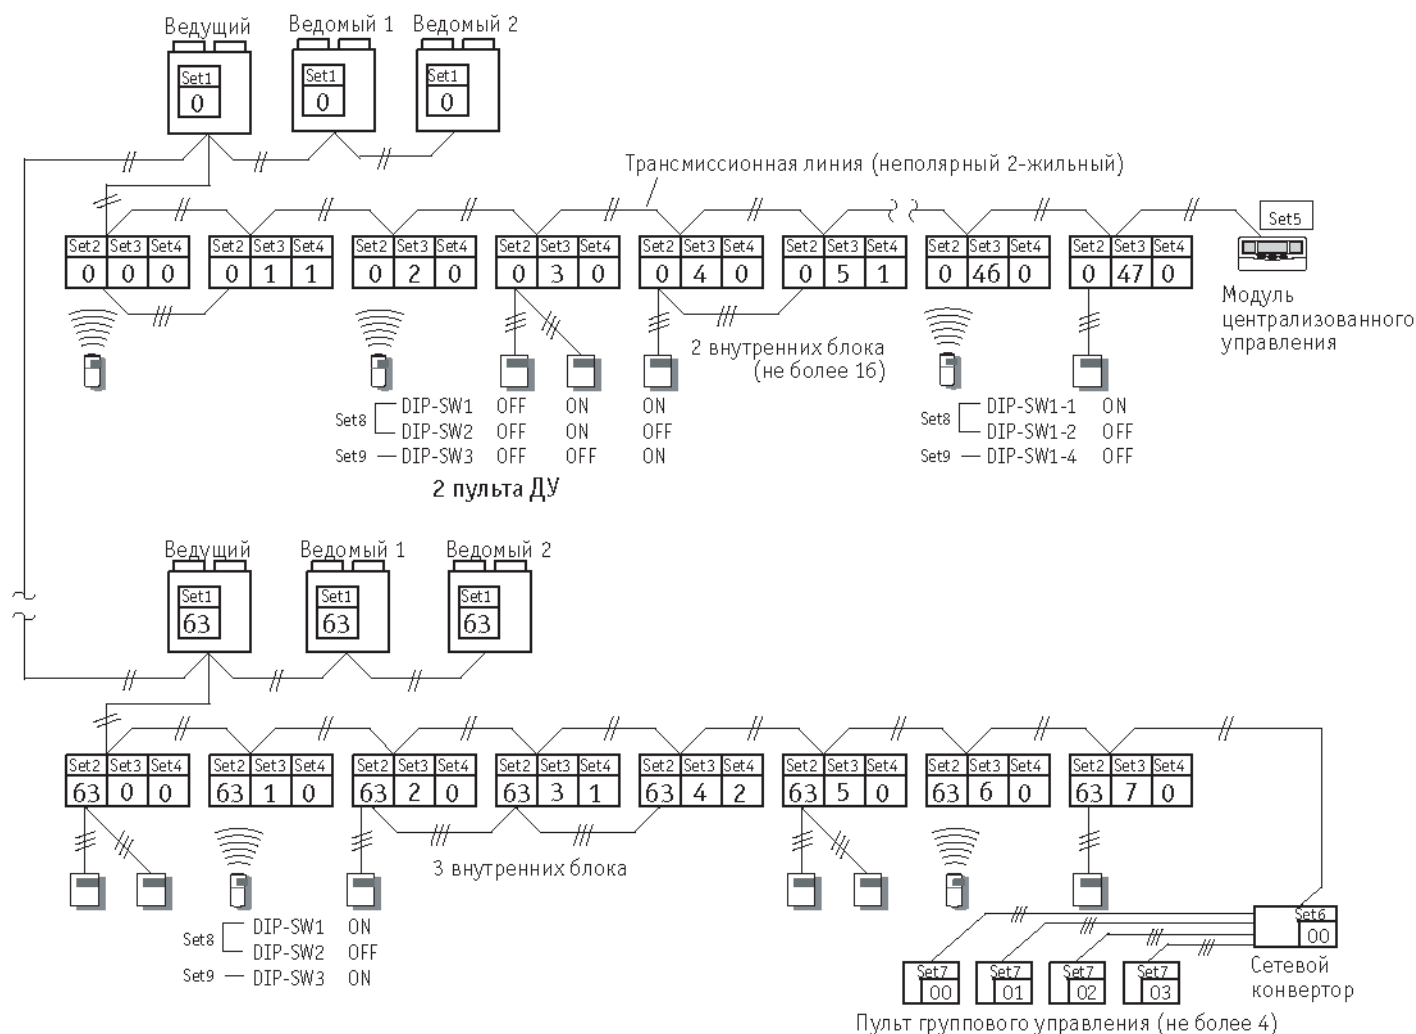 Ведущий Ведомый 1 Ведомый 2
Set1 Set1 Set1
0 0 0
Трансмиссионная линия (неполярный 2-жильный)
Set5
Set2 Set3 Set4 Set2 Set3 Set4 Set2 Set3 Set4 Set2 Set3 Set4 Set2 Set3 Set4 Set2 Set3 Set4 Set2 Set3 Set4 Set2 Set3 Set4
0 0 0 0 1 1 0 2 0 0 3 0 0 4 0 0 5 1 0 46 0 0 47 0
Модуль
централизованного
управления
2 внутренних блока
(не более 16)
Set8 DIP-SW1 OFF ON ON
DIP-SW2 OFF ON OFF
Set9 DIP-SW3 OFF OFF ON
Set8 DIP-SW1-1 ON
DIP-SW1-2 OFF
Set9 DIP-SW1-4 OFF
2 пульта ДУ
Ведущий Ведомый 1 Ведомый 2
Set1 Set1 Set1
63 63 63
Set2 Set3 Set4 Set2 Set3 Set4 Set2 Set3 Set4 Set2 Set3 Set4 Set2 Set3 Set4 Set2 Set3 Set4 Set2 Set3 Set4 Set2 Set3 Set4
63 0 0 63 1 0 63 2 0 63 3 1 63 4 2 63 5 0 63 6 0 63 7 0
3 внутренних блока
Set8 DIP-SW1 ON
DIP-SW2 OFF
Set9 DIP-SW3 ON
Set6
00
Сетевой
конвертор
Set7 Set7 Set7 Set7
00 01 02 03
Пульт группового управления (не более 4)